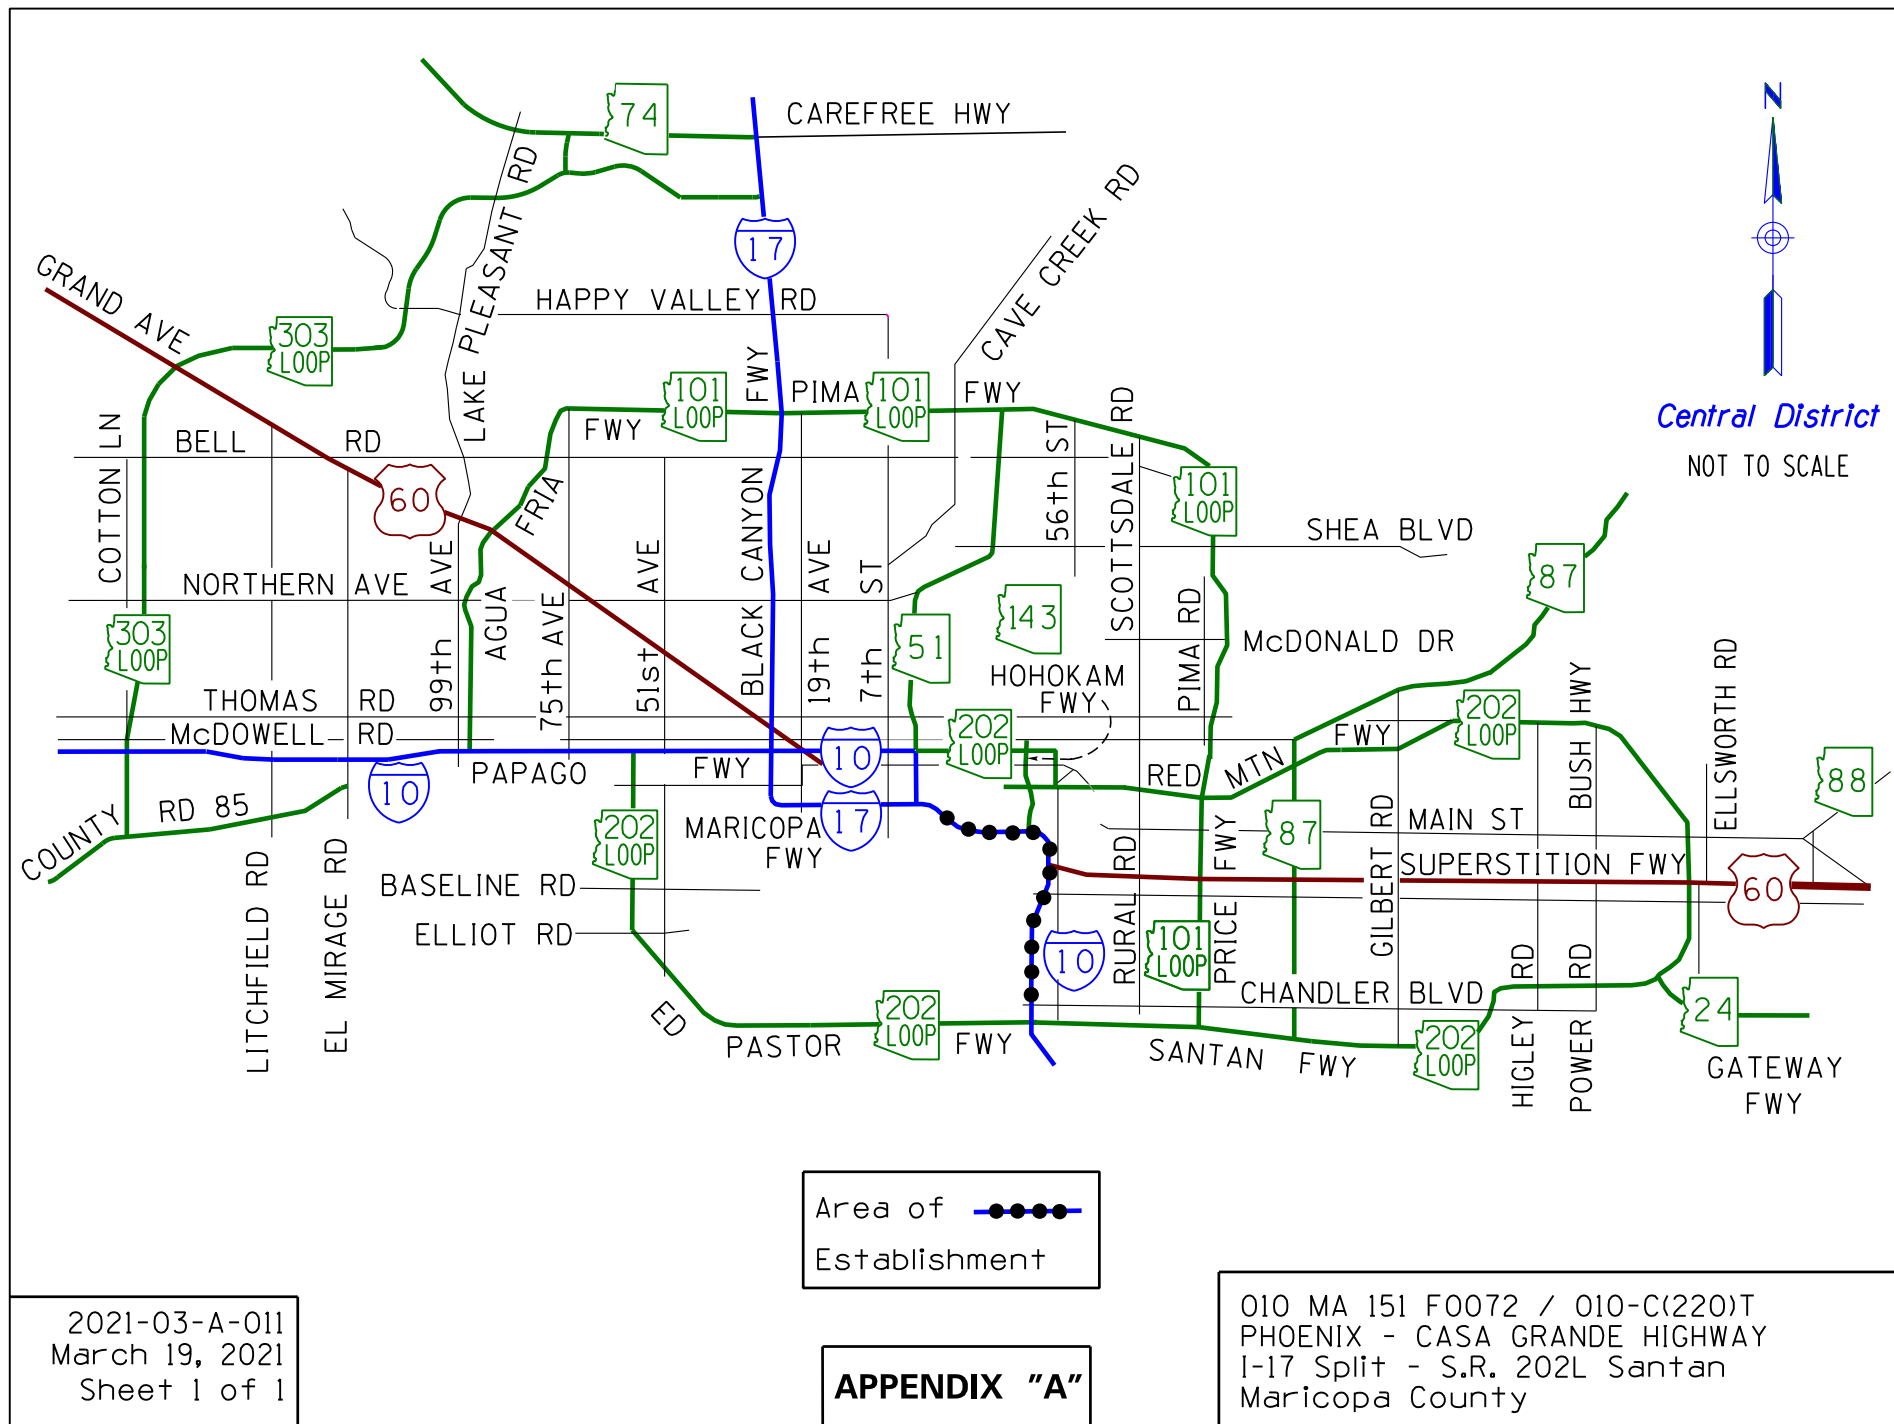 N
Central District
NOT TO SCALE
74
CAREFREE HWY
17
LAKE PLEASANT RD
CAVE CREEK RD
GRAND AVE
HAPPY VALLEY RD
303
LOOP
101
LOOP
PIMA
101
LOOP
FWY
FWY
FWY
BELL RD
COTTON LN
60
FRIA
AGUA
BLACK CANYON
56th ST
SCOTTSDALE RD
101
LOOP
SHEA BLVD
87
NORTHERN AVE
99th AVE
75th AVE
51st AVE
19th AVE
7th ST
303
LOOP
51
143
PIMA RD
McDONALD DR
HOHOKAM
FWY
THOMAS RD
McDOWELL RD
202
LOOP
202
LOOP
BUSH HWY
ELLSWORTH RD
10
10
PAPAGO FWY
RED MTN FWY
88
COUNTY RD 85
202
LOOP
MARICOPA
FWY
17
87
MAIN ST
SUPERSTITION FWY
60
LITCHFIELD RD
EL MIRAGE RD
BASELINE RD
ELLIOT RD
10
RURAL RD
PRICE FWY
101
LOOP
GILBERT RD
CHANDLER BLVD
HIGLEY RD
POWER RD
24
GATEWAY
FWY
ED
PASTOR
202
LOOP
FWY
SANTAN FWY
202
LOOP
Area of
Establishment
2021-03-A-011
March 19, 2021
Sheet 1 of 1
APPENDIX "A"
010 MA 151 F0072 / 010-C(220)T
PHOENIX - CASA GRANDE HIGHWAY
I-17 Split - S.R. 202L Santan
Maricopa County